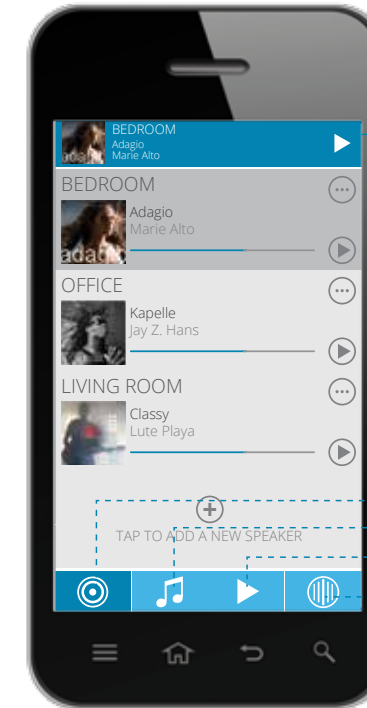 BEDROOM
Adagio
Marie Alto
BEDROOM
adagio
Adagio
Marie Alto
OFFICE
Kapelle
Jay Z. Hans
LIVING ROOM
Classy
Lute Playa
TAP TO ADD A NEW SPEAKER